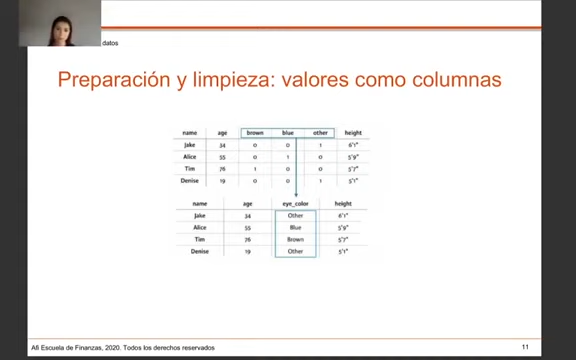 datos
Preparación y limpieza: valores como columnas
name age brown blue other height
Jake 34 0 0 1 6'1"
Alice 55 0 1 0 5'9"
Tim 76 1 0 0 5'7"
Denise 19 0 0 1 5'1"
name age eye_color height
Jake 34 Other 6'1"
Alice 55 Blue 5'9"
Tim 76 Brown 5'7"
Denise 19 Other 5'1"
Afi Escuela de Finanzas, 2020. Todos los derechos reservados
11